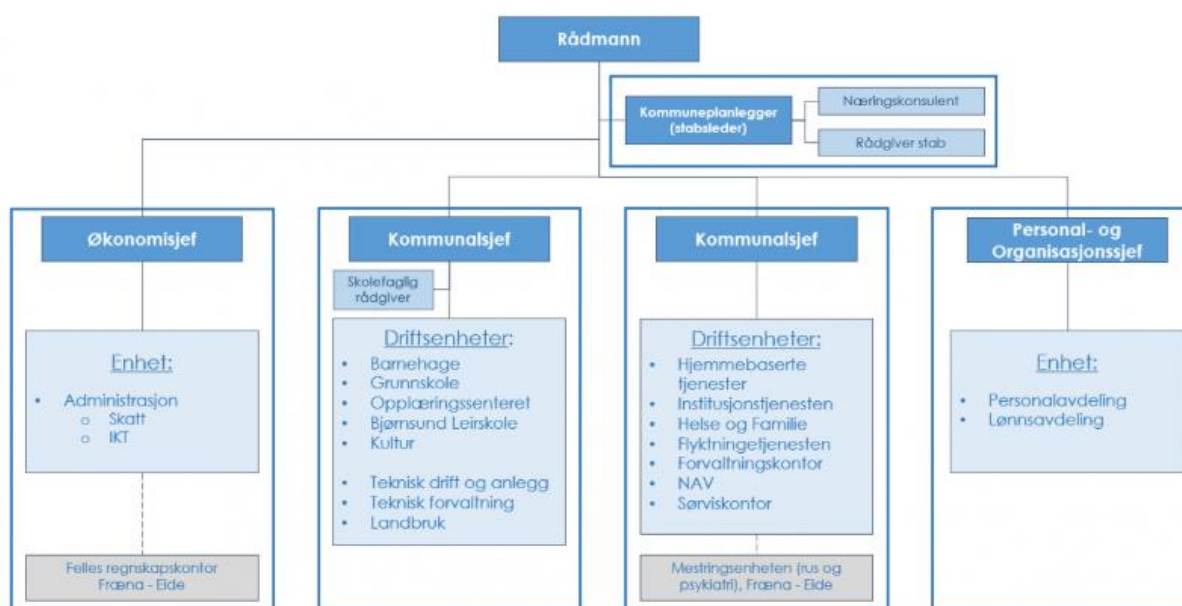 Rådmann
Kommuneplanlegger
(stabsleder)
Næringskonsulent
Rådgiver stab
Økonomisjef
Enhet:
• Administrasjon
o Skatt
o IKT
Felles regnskapskontor
Fræna - Eide
Kommunalsjef
Skolefaglig
rådgiver
Driftsenheter:
• Barnehage
• Grunnskole
• Opplæringssenteret
• Bjørnsund Leirskole
• Kultur
• Teknisk drift og anlegg
• Teknisk forvaltning
• Landbruk
Kommunalsjef
Driftsenheter:
• Hjemmebaserte
tjenester
• Institusjonstjenesten
• Helse og Familie
• Flyktningetjenesten
• Forvaltningskontor
• NAV
• Sørviskontor
Mestringsenheten (rus og
psykiatri), Fræna - Eide
Personal- og
Organisasjonssjef
Enhet:
• Personalavdeling
• Lønnsavdeling